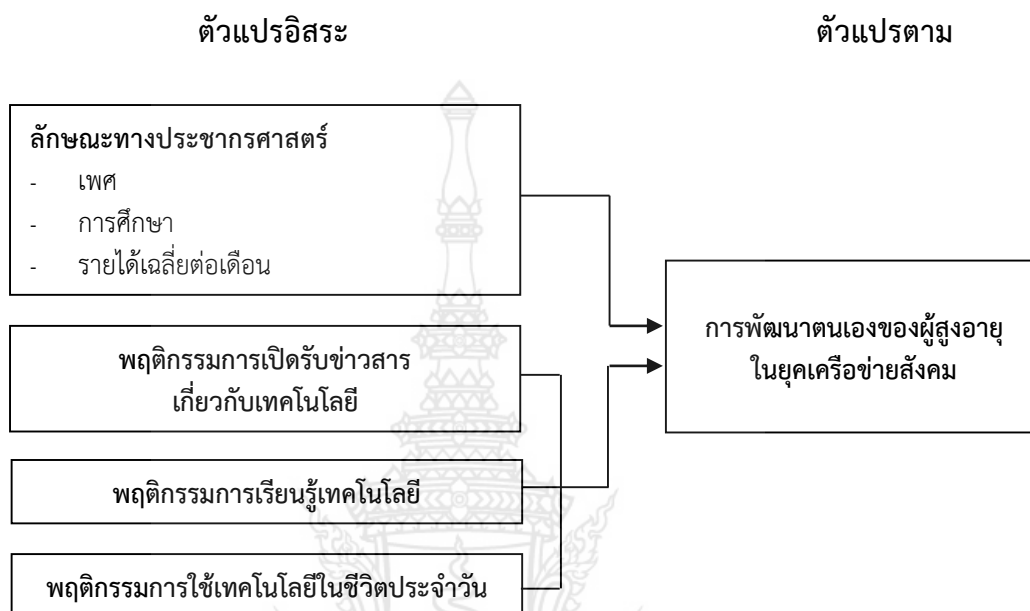 ตัวแปรอิสระ
ตัวแปรตาม
ลักษณะทางประชากรศาสตร์
- เพศ
- การศึกษา
- รายได้เฉลี่ยต่อเดือน
พฤติกรรมการเปิดรับข่าวสาร
เกี่ยวกับเทคโนโลยี
พฤติกรรมการเรียนรู้เทคโนโลยี
พฤติกรรมการใช้เทคโนโลยีในชีวิตประจำวัน
การพัฒนาตนเองของผู้สูงอายุ
ในยุคเครือข่ายสังคม